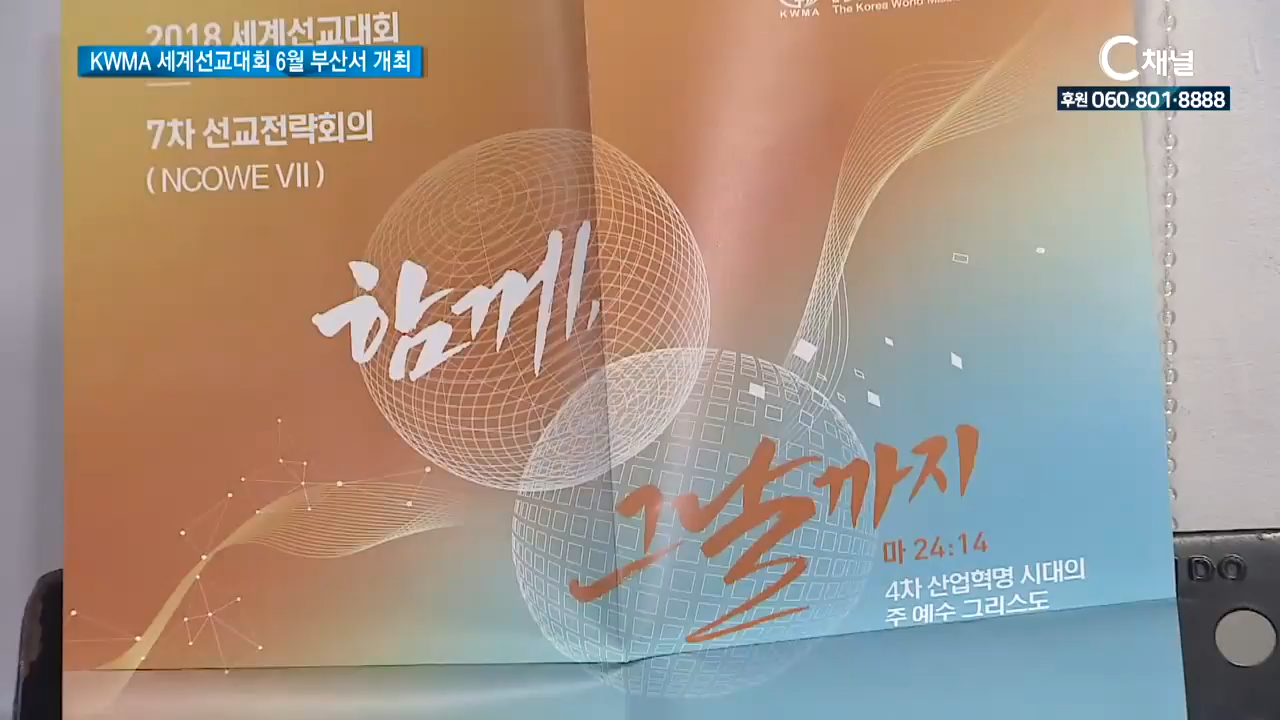 KWMA
The Korea World
2018 세계선교대회
KWMA 세계선교대회 6월 부산서 개최
C채널
후원 060·801·8888
7차 선교전략회의
(NCOWE VII)
함께,
그날까지
마 24:14
4차 산업혁명 시대의
주 예수 그리스도
DO